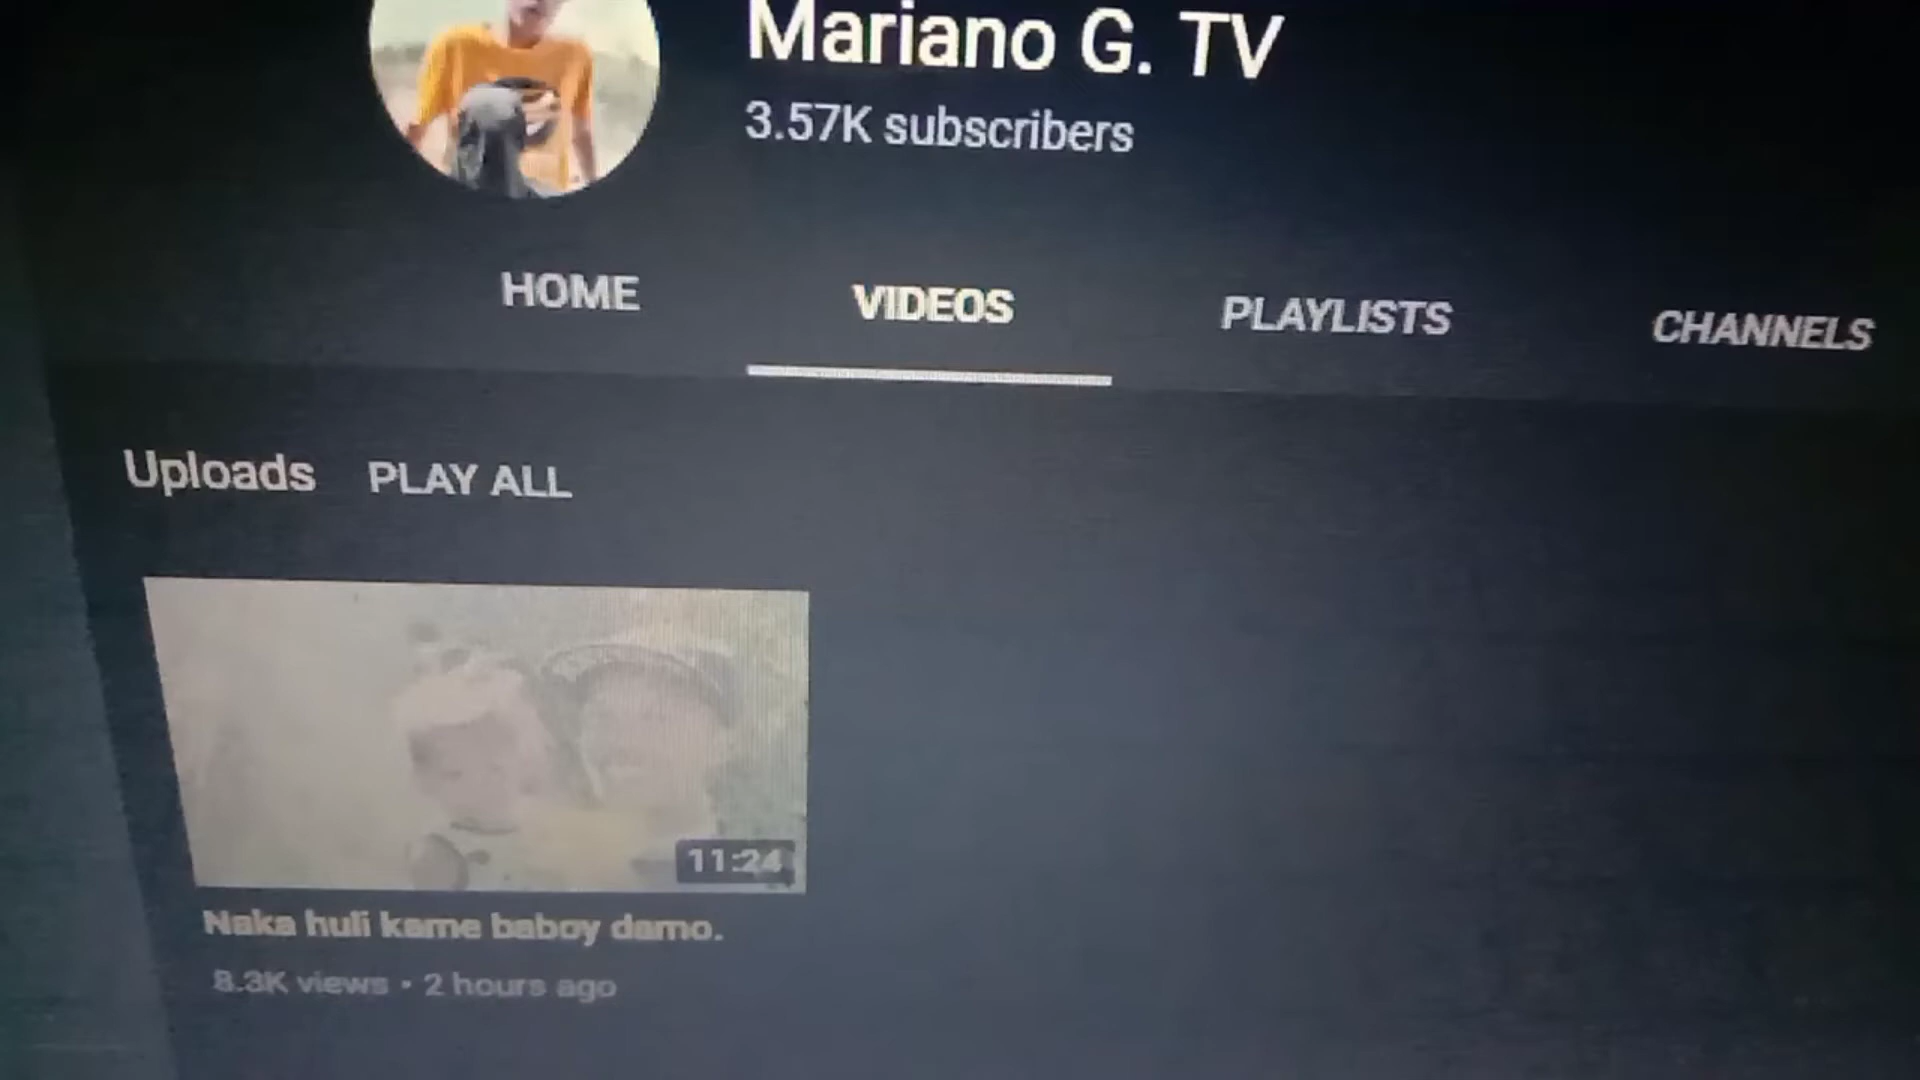 Mariano G. TV
3.57K subscribers
HOME VIDEOS PLAYLISTS CHANNELS
Uploads PLAY ALL
11:24
Naka huli kame baboy damo.
8.3K views • 2 hours ago